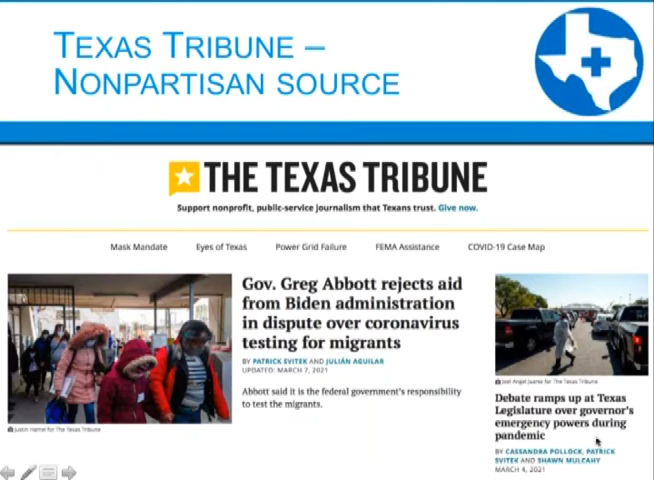 TEXAS TRIBUNE –
NONPARTISAN SOURCE
THE TEXAS TRIBUNE
Support nonprofit, public-service journalism that Texans trust. Give now.
Mask Mandate Eyes of Texas Power Grid Failure FEMA Assistance COVID-19 Case Map
Gov. Greg Abbott rejects aid
from Biden administration
in dispute over coronavirus
testing for migrants
BY PATRICK SVITEK AND JULIÁN AGUILAR
UPDATED: MARCH 7, 2021
Abbott said it is the federal government's responsibility
to test the migrants.
Justin Hamel for The Texas Tribune
Joel Angel Juarez for The Texas Tribune
Debate ramps up at Texas
Legislature over governor's
emergency powers during
pandemic
BY CASSANDRA POLLOCK, PATRICK
SVITEK AND SHAWN MULCAHY
MARCH 4, 2021